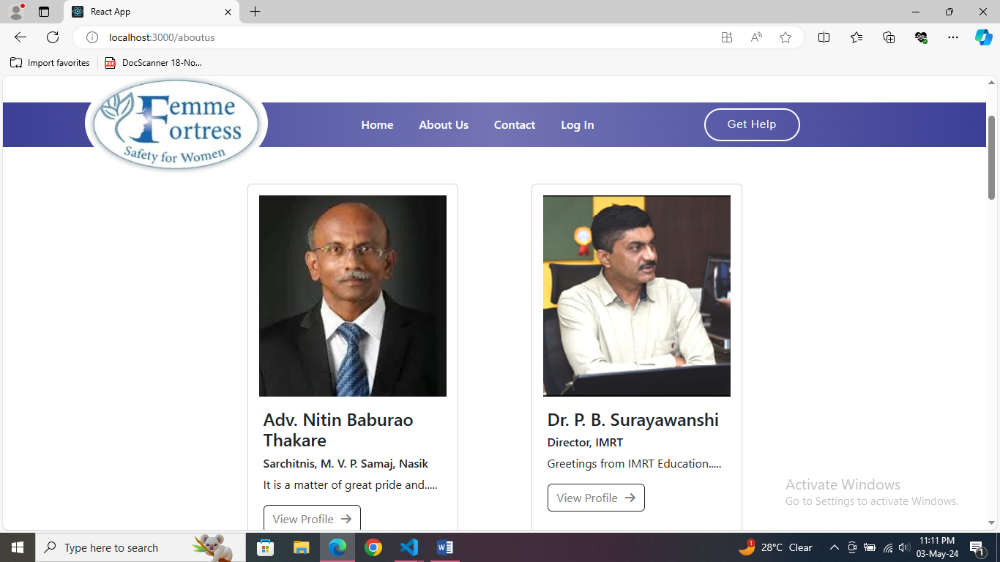 React App
localhost:3000/aboutus
Import favorites
PDF
DocScanner 18-No...
Femme
Fortress
Safety for Women
Home
About Us
Contact
Log In
Get Help
Adv. Nitin Baburao
Thakare
Sarchitnis, M. V. P. Samaj, Nasik
It is a matter of great pride and.....
View Profile
Dr. P. B. Surayawanshi
Director, IMRT
Greetings from IMRT Education.....
View Profile
Activate Windows
Go to Settings to activate Windows.
Type here to search
1
28°C Clear
11:11 PM
03-May-24
1